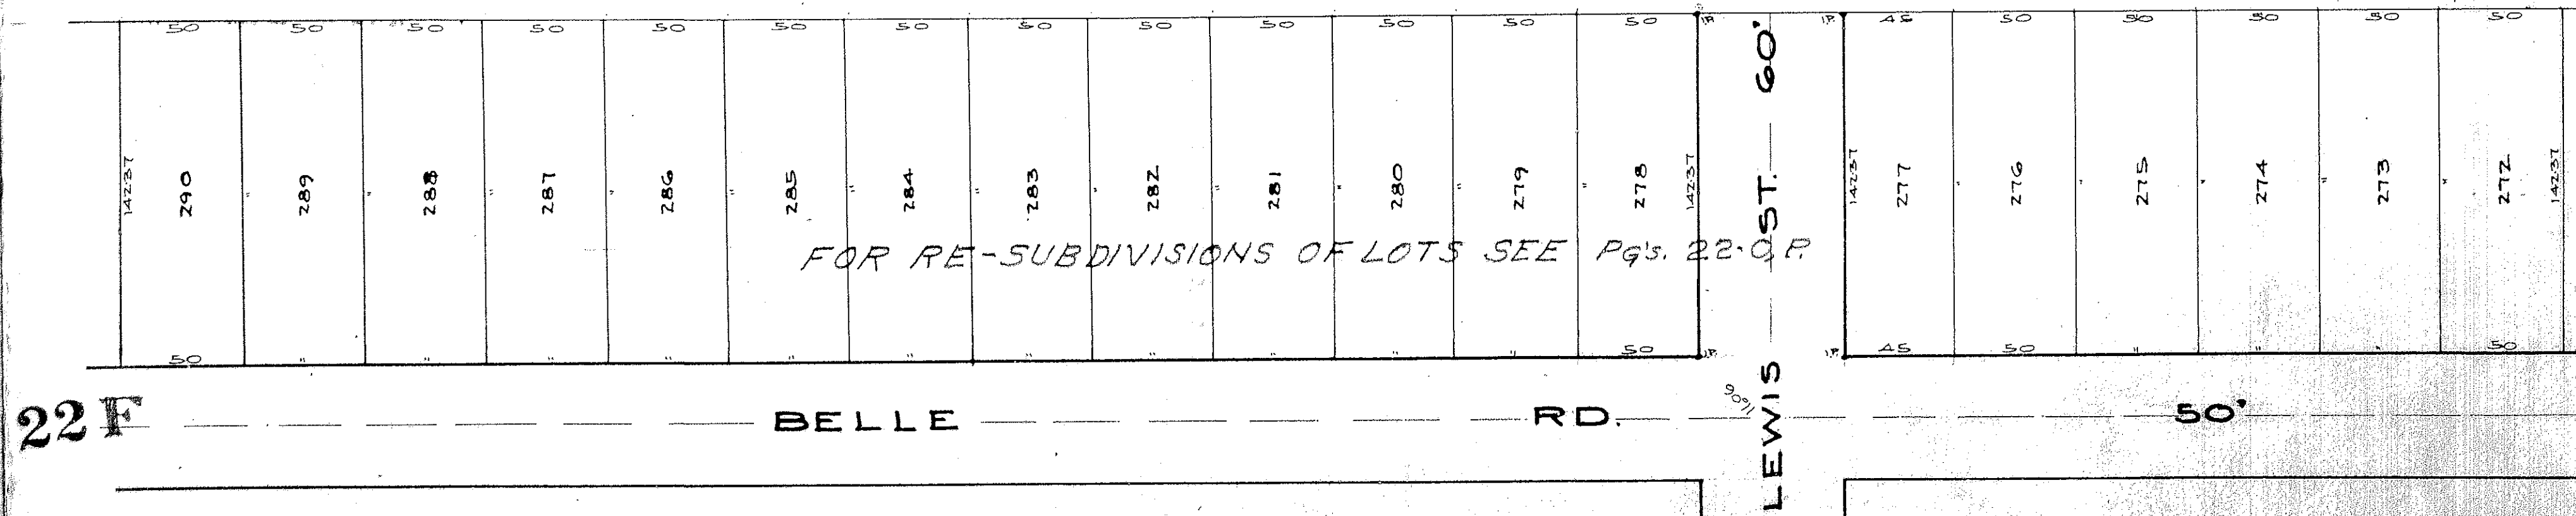 50 50 50 50 50 50 50 50 50 50 50 50 50 I.P. I.P. 45 50 50 50 50 50
LEWIS ST. 60'
142.37 290 " 289 " 288 " 287 " 286 " 285 " 284 " 283 " 282 " 281 " 280 " 279 " 278 142.37
142.37 277 " 276 " 275 " 274 " 273 " 272 142.37
FOR RE-SUBDIVISIONS OF LOTS SEE PG's. 22-O,P.
50 " " " " " " " " " " " 50 I.P. I.P. 45 50 " " " 50
22F BELLE RD. 50'